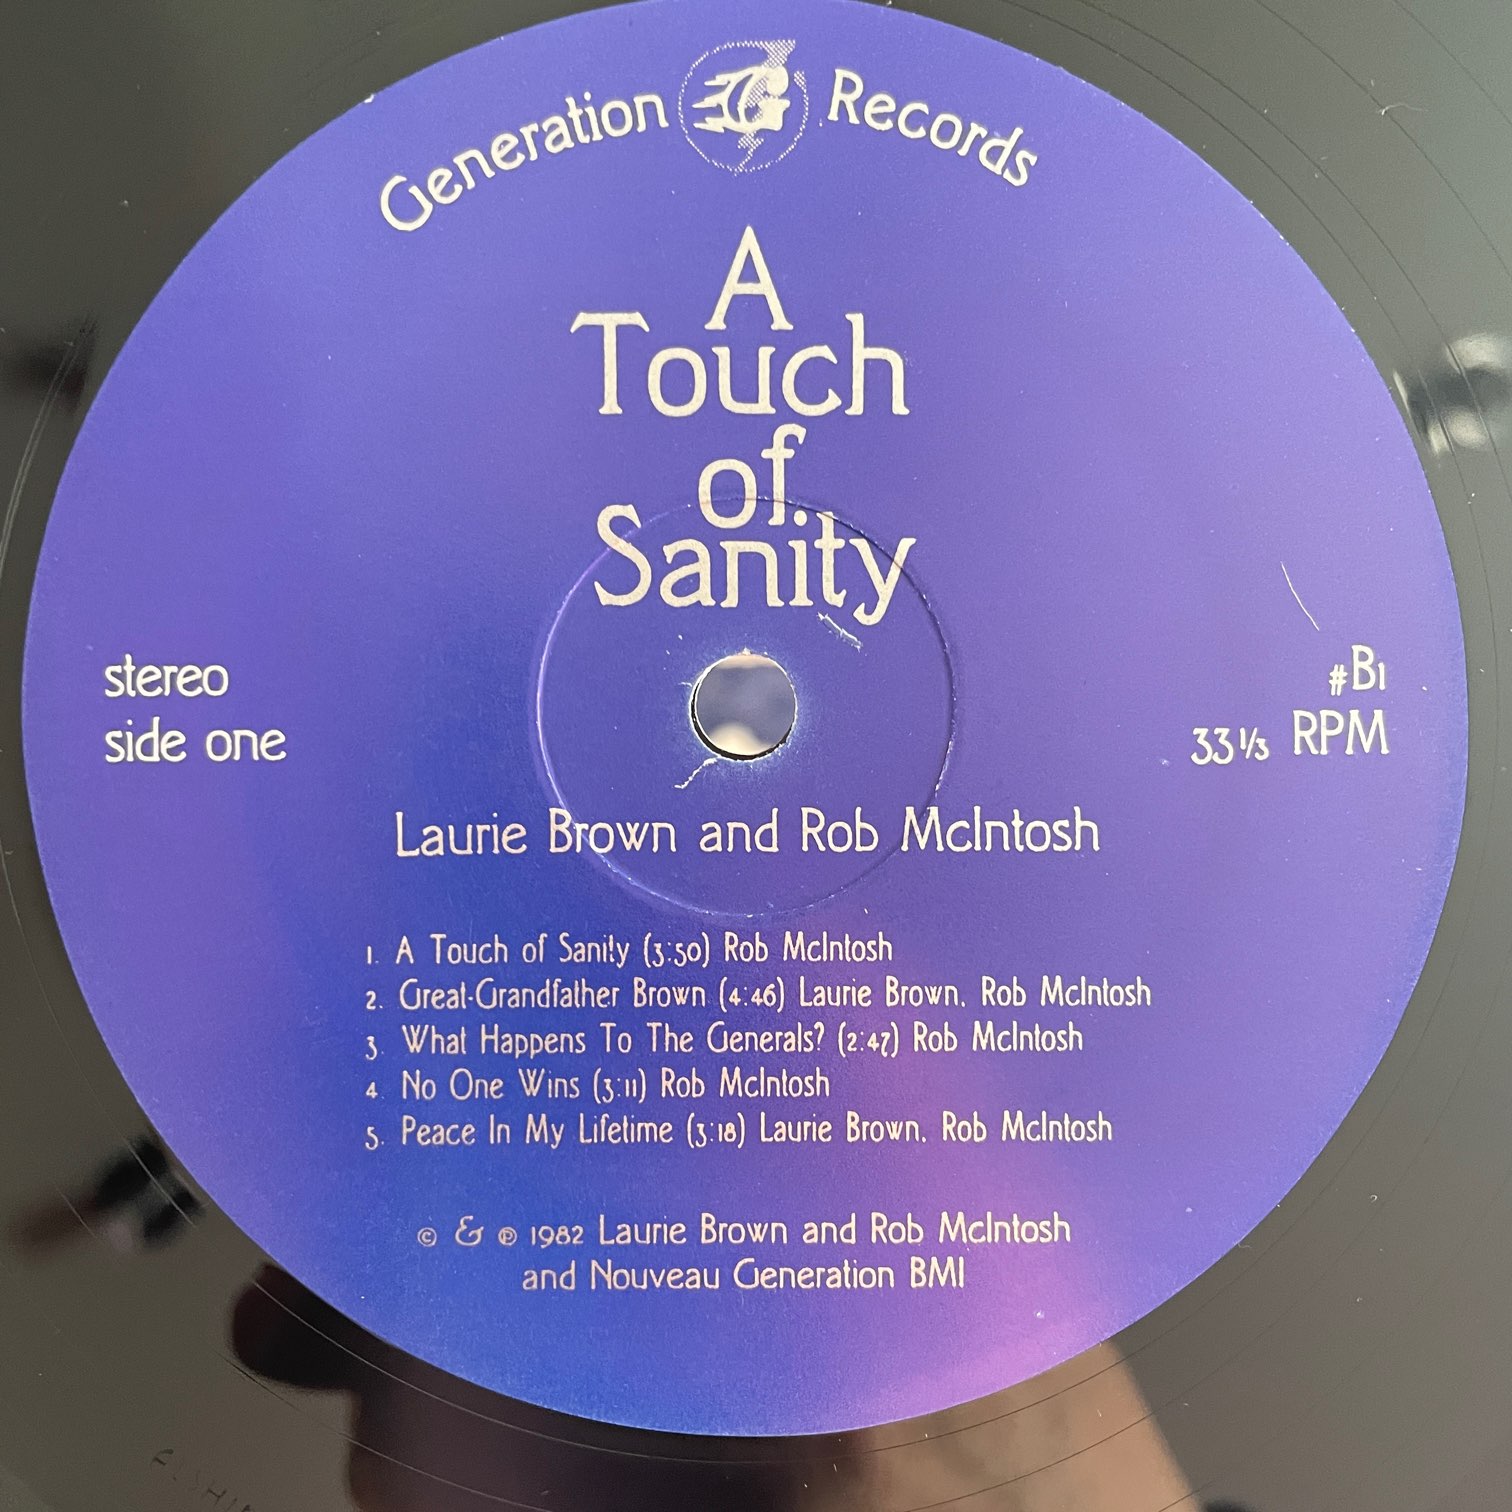 Generation Records
A
Touch
of
Sanity
stereo
side one
#B1
33 1/3 RPM
Laurie Brown and Rob McIntosh
1. A Touch of Sanity (3:50) Rob McIntosh
2. Great-Grandfather Brown (4:46) Laurie Brown, Rob McIntosh
3. What Happens To The Generals? (2:47) Rob McIntosh
4. No One Wins (3:11) Rob McIntosh
5. Peace In My Lifetime (3:18) Laurie Brown, Rob McIntosh
© & ℗ 1982 Laurie Brown and Rob McIntosh
and Nouveau Generation BMI